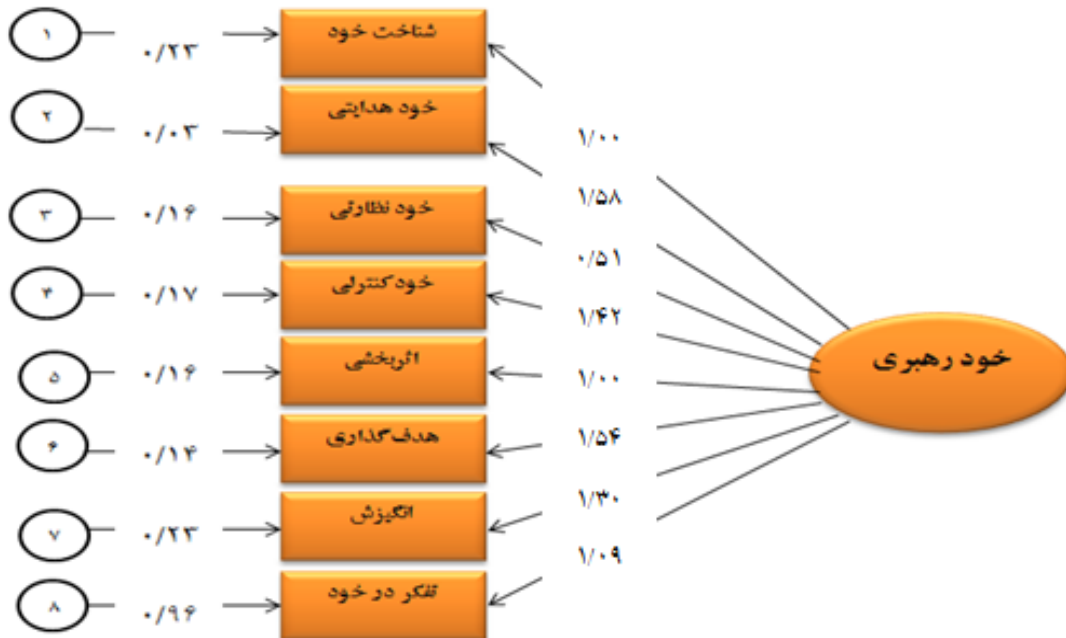 ۱
۰/۲۳
شناخت خود
۲
۰/۰۳
خود هدایتی
۱/۰۰
۱/۵۸
۳
۰/۱۶
خود نظارتی
۰/۵۱
۴
۰/۱۷
خود کنترلی
۱/۴۲
خود رهبری
۵
۰/۱۶
اثربخشی
۱/۰۰
۶
۰/۱۴
هدف گذاری
۱/۵۴
۷
۰/۲۳
انگیزش
۱/۳۰
۱/۰۹
۸
۰/۹۶
تفکر در خود